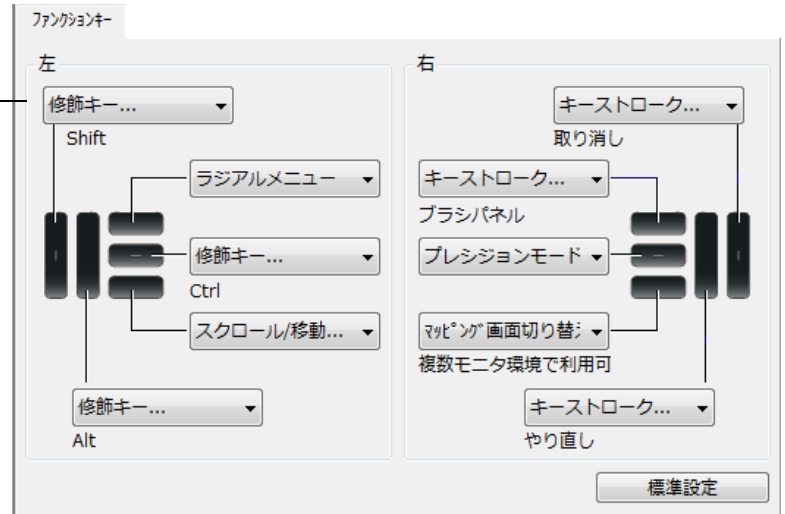 ﾌｧﾝｸｼｮﾝｷｰ
左
修飾キー...
Shift
ラジアルメニュー
修飾キー...
Ctrl
スクロール/移動...
修飾キー...
Alt
右
キーストローク...
取り消し
キーストローク...
ブラシパネル
プレシジョンモード
ﾏｯﾋﾟﾝｸﾞ画面切り替え
複数モニタ環境で利用可
キーストローク...
やり直し
標準設定